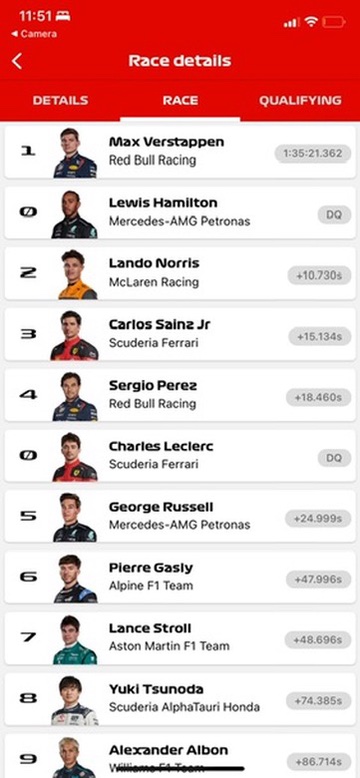 11:51
◀ Camera
Race details
DETAILS RACE QUALIFYING
1 Max Verstappen 1:35:21.362
Red Bull Racing
0 Lewis Hamilton DQ
Mercedes-AMG Petronas
2 Lando Norris +10.730s
McLaren Racing
3 Carlos Sainz Jr +15.134s
Scuderia Ferrari
4 Sergio Perez +18.460s
Red Bull Racing
0 Charles Leclerc DQ
Scuderia Ferrari
5 George Russell +24.999s
Mercedes-AMG Petronas
6 Pierre Gasly +47.996s
Alpine F1 Team
7 Lance Stroll +48.696s
Aston Martin F1 Team
8 Yuki Tsunoda +74.385s
Scuderia AlphaTauri Honda
9 Alexander Albon +86.714s
Williams F1 Team